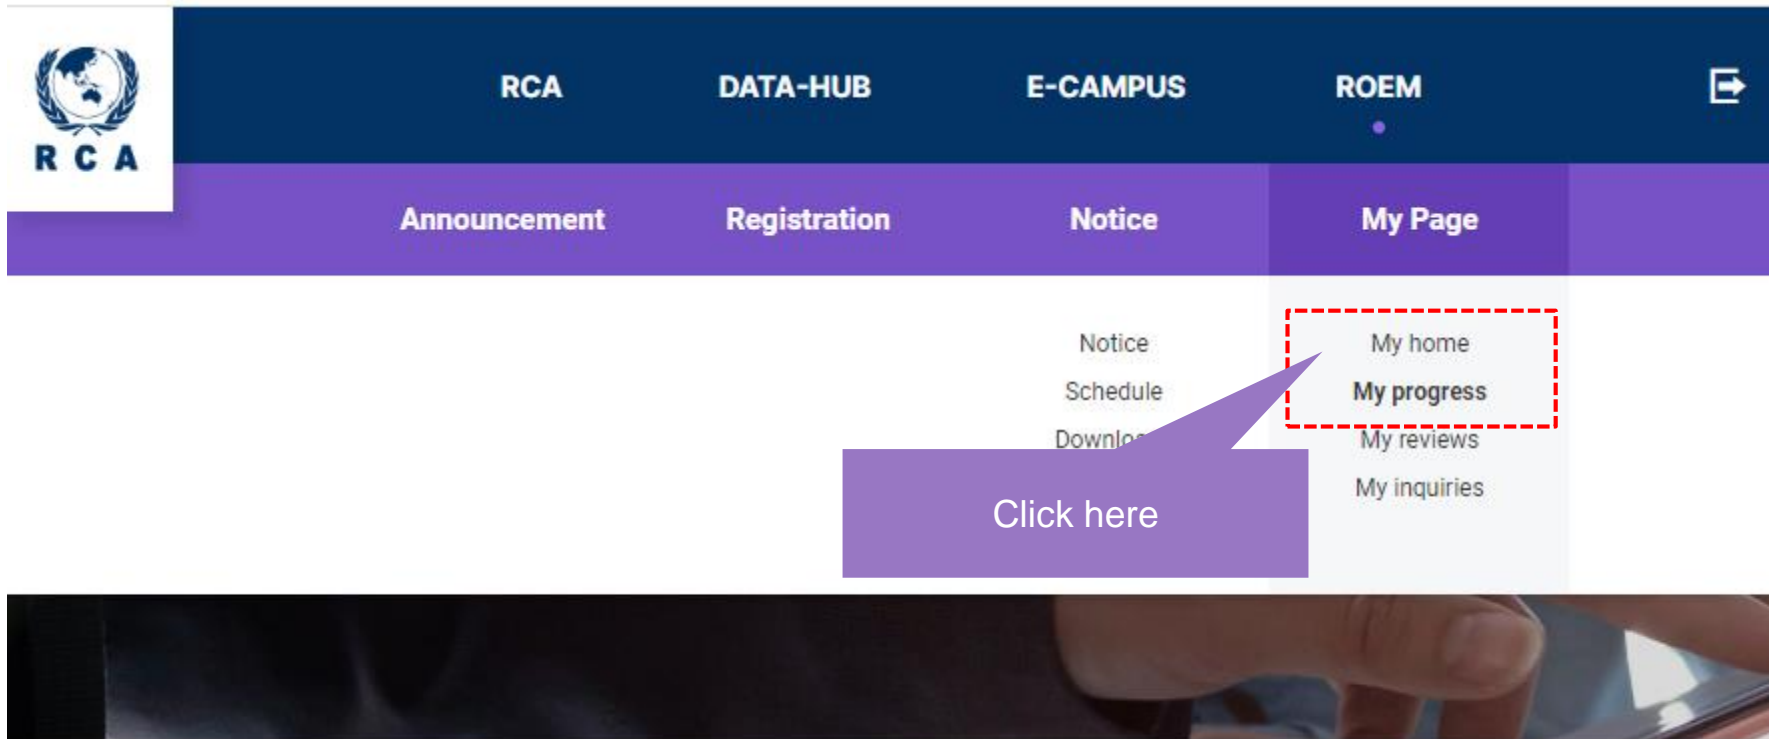 RCA
RCA DATA-HUB E-CAMPUS ROEM
Announcement Registration Notice My Page
Notice My home
Schedule My progress
My reviews
My inquiries
Click here